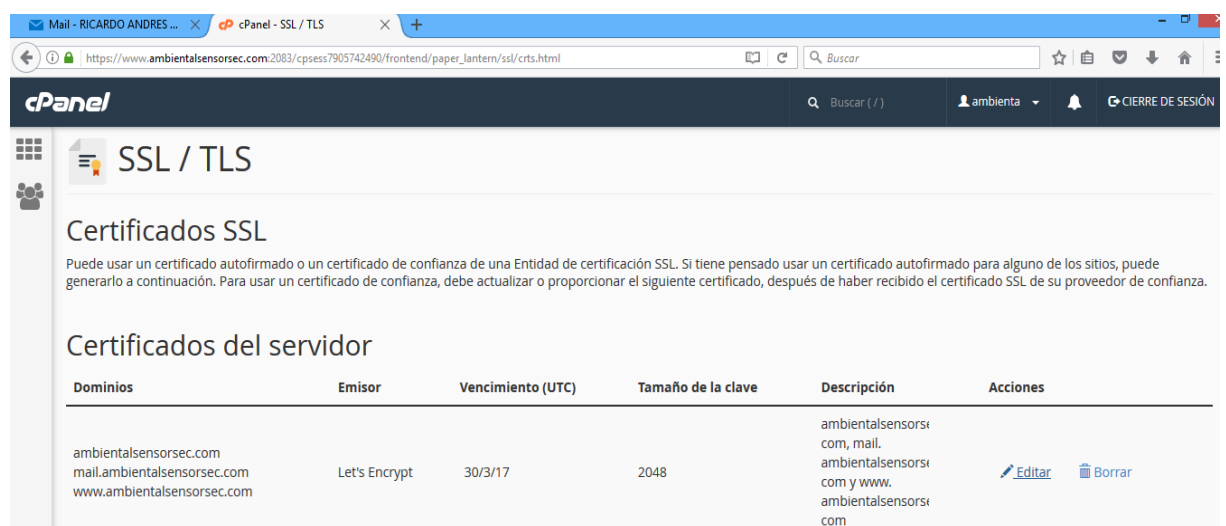 Mail - RICARDO ANDRES ... cPanel - SSL / TLS
https://www.ambientalsensorsec.com:2083/cpsess7905742490/frontend/paper_lantern/ssl/crts.html Buscar
cPanel Buscar ( / ) ambienta CIERRE DE SESIÓN
SSL / TLS
Certificados SSL
Puede usar un certificado autofirmado o un certificado de confianza de una Entidad de certificación SSL. Si tiene pensado usar un certificado autofirmado para alguno de los sitios, puede
generarlo a continuación. Para usar un certificado de confianza, debe actualizar o proporcionar el siguiente certificado, después de haber recibido el certificado SSL de su proveedor de confianza.
Certificados del servidor
Dominios Emisor Vencimiento (UTC) Tamaño de la clave Descripción Acciones
ambientalsensorsec.com
mail.ambientalsensorsec.com
www.ambientalsensorsec.com
Let's Encrypt 30/3/17 2048
ambientalsensorse
com, mail.
ambientalsensorse
com y www.
ambientalsensorse
com
Editar Borrar